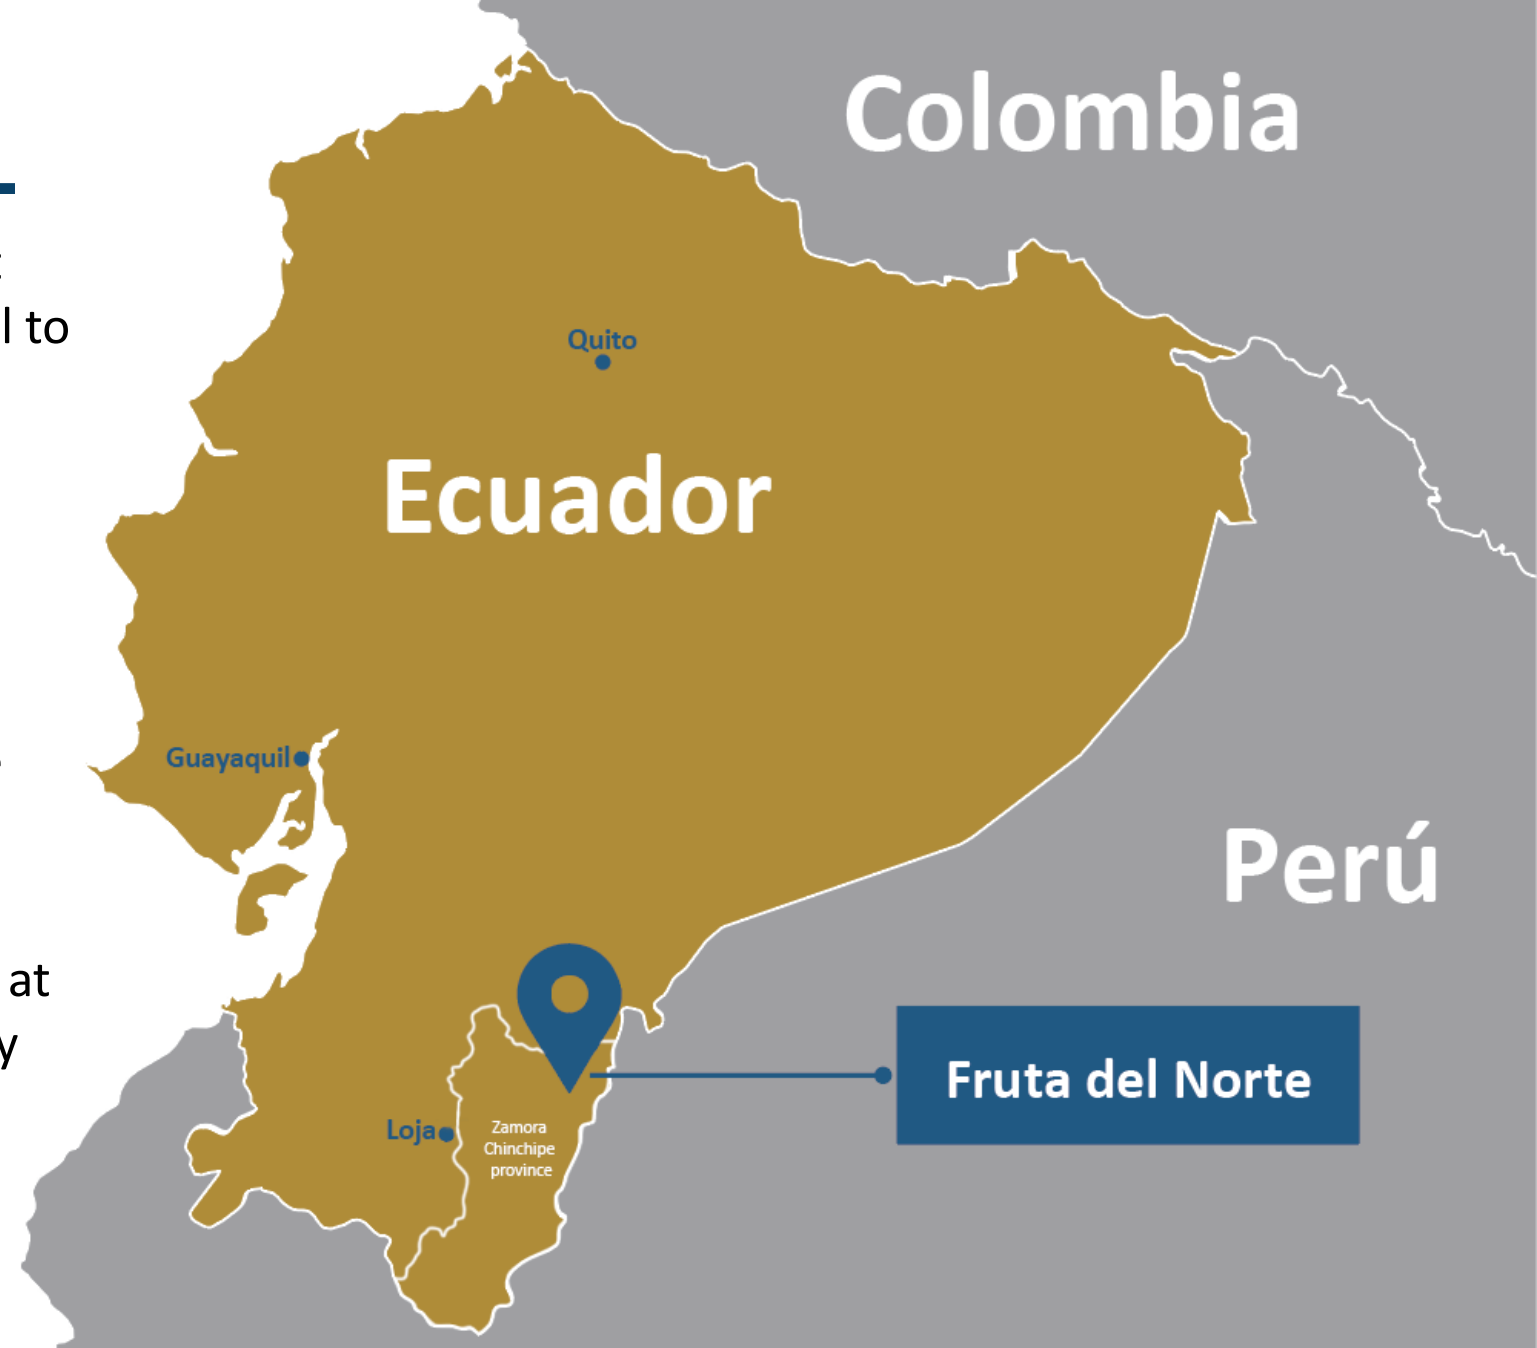 Colombia
l to
Quito
Ecuador
Guayaquil
Perú
at
y
Fruta del Norte
Loja
Zamora
Chinchipe
province